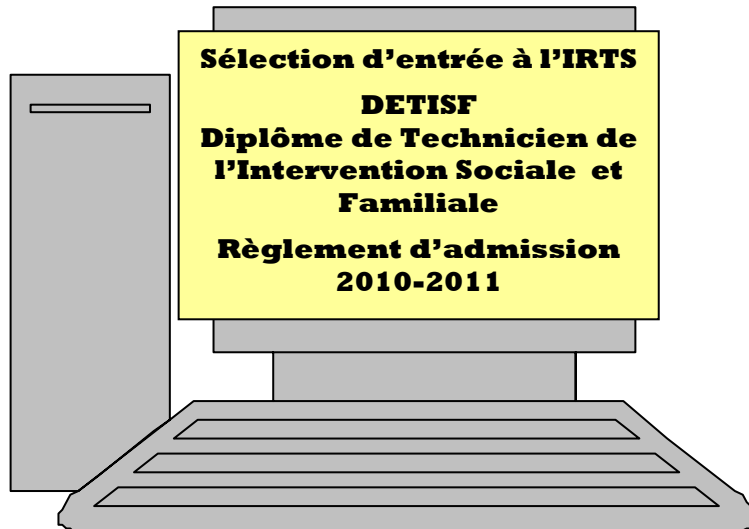 Sélection d’entrée à l’IRTS
DETISF
Diplôme de Technicien de
l’Intervention Sociale et
Familiale
Règlement d’admission
2010-2011